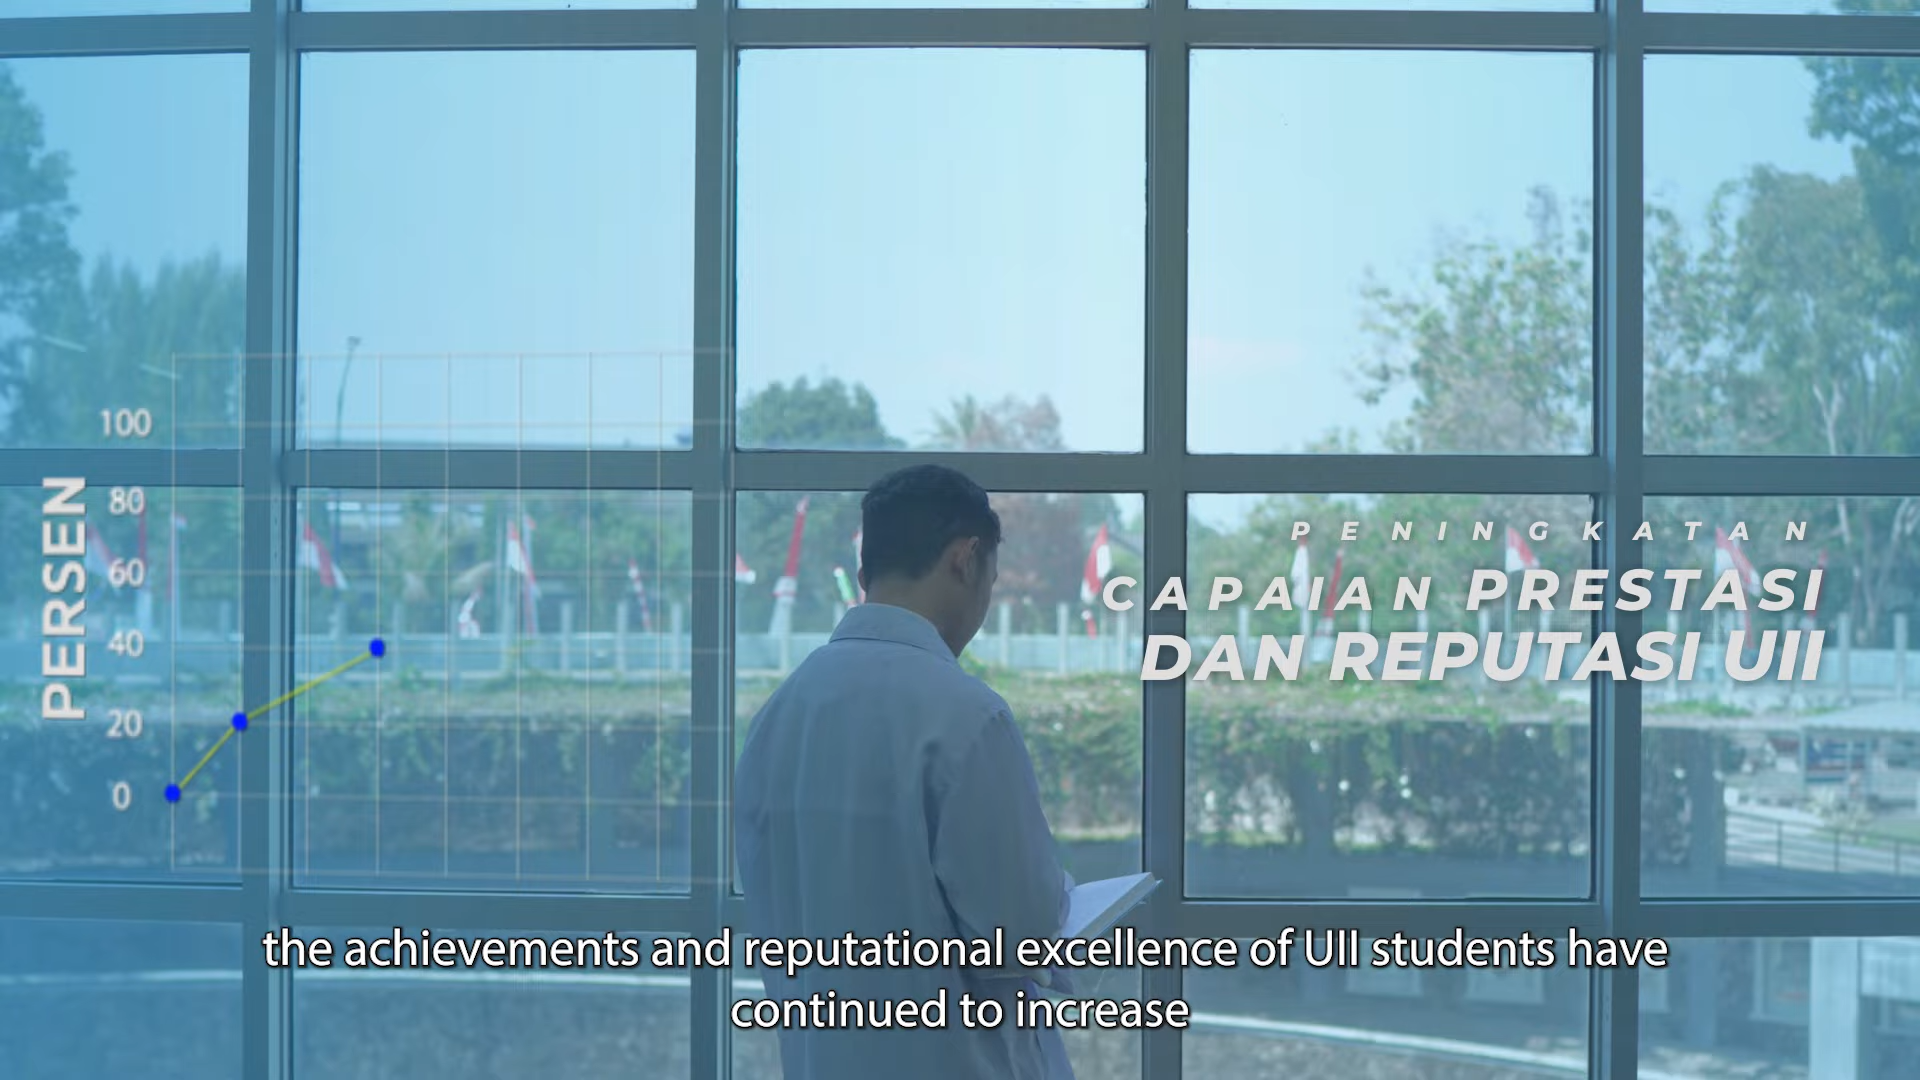 100
80
60
40
20
0
PERSEN
PENINGKATAN
CAPAIAN PRESTASI
DAN REPUTASI UII
the achievements and reputational excellence of UII students have
continued to increase